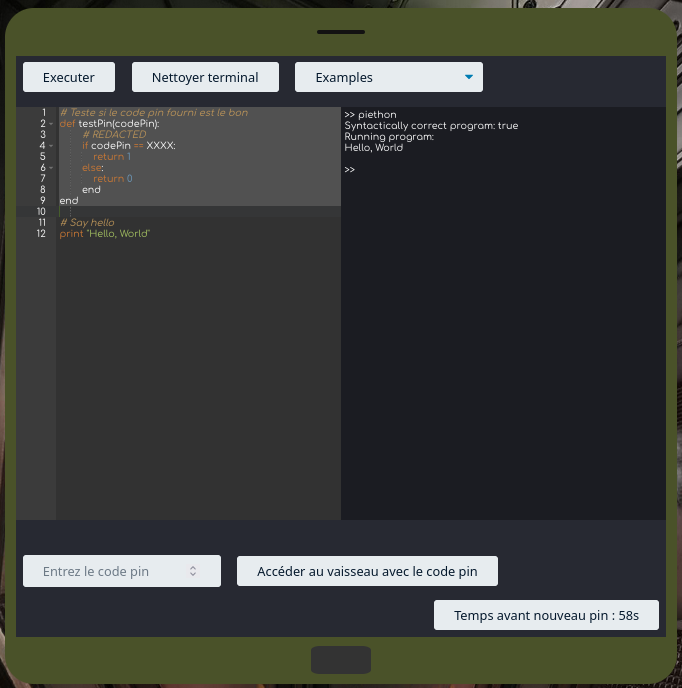 Executer Nettoyer terminal Examples
1 # Teste si le code pin fourni est le bon
2 def testPin(codePin):
3 # REDACTED
4 if codePin == XXXX:
5 return 1
6 else:
7 return 0
8 end
9 end
10
11 # Say hello
12 print "Hello, World"
>> piethon
Syntactically correct program: true
Running program:
Hello, World
>>
Entrez le code pin Accéder au vaisseau avec le code pin
Temps avant nouveau pin : 58s